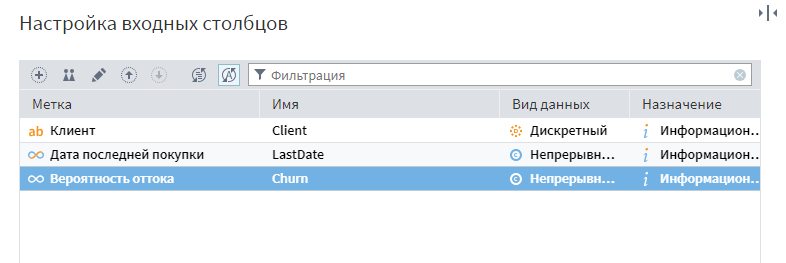 Настройка входных столбцов
Фильтрация
Метка Имя Вид данных Назначение
ab Клиент Client Дискретный i Информацион...
Дата последней покупки LastDate Непрерывн... i Информацион...
Вероятность оттока Churn Непрерывн... i Информацион...